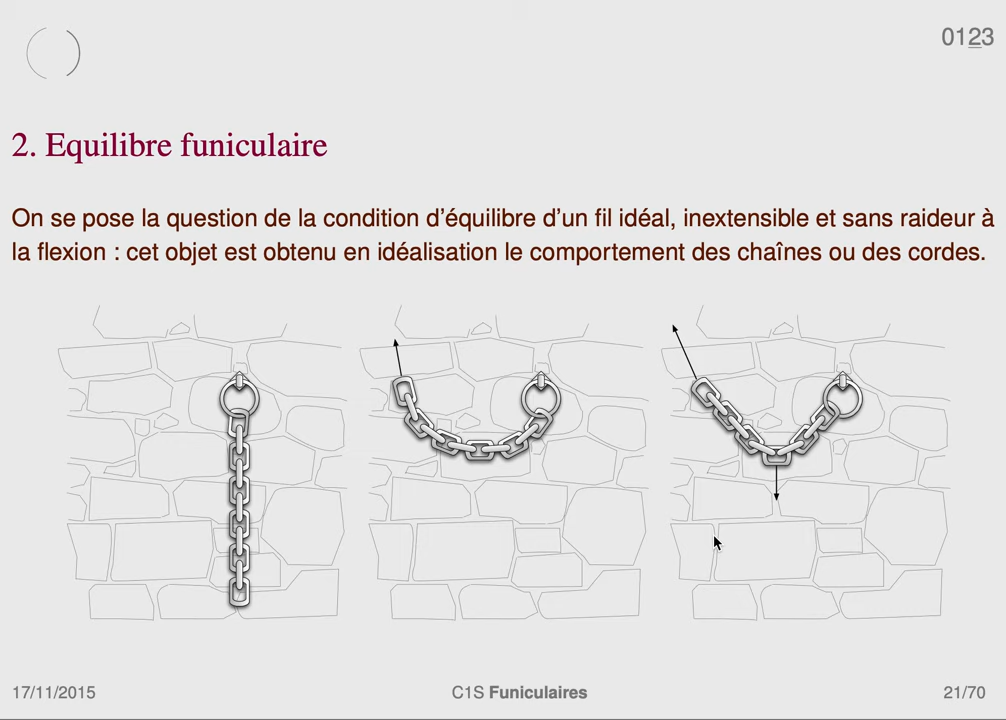 0123
2. Equilibre funiculaire
On se pose la question de la condition d’équilibre d’un fil idéal, inextensible et sans raideur à
la flexion : cet objet est obtenu en idéalisation le comportement des chaînes ou des cordes.
17/11/2015
C1S Funiculaires
21/70